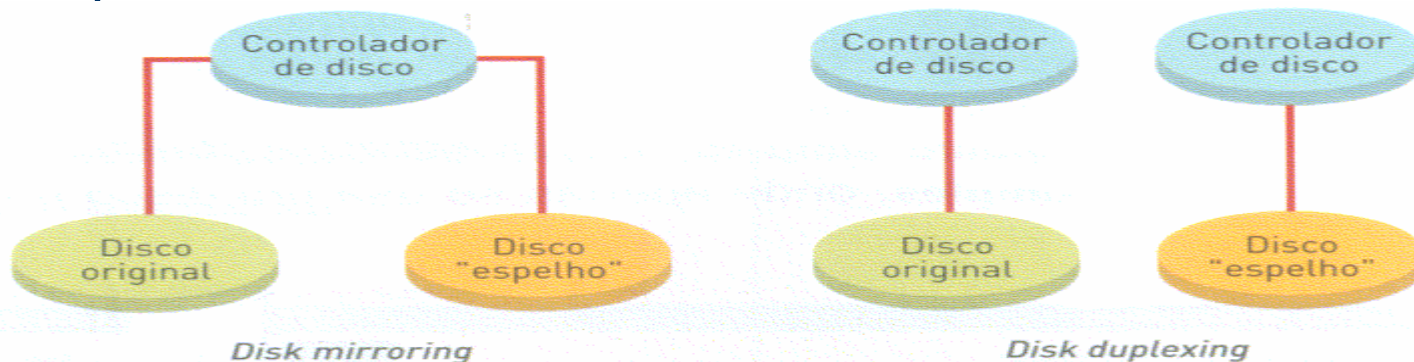 Controlador
de disco
Disco
original
Disco
"espelho"
Disk mirroring
Controlador
de disco
Controlador
de disco
Disco
original
Disco
"espelho"
Disk duplexing